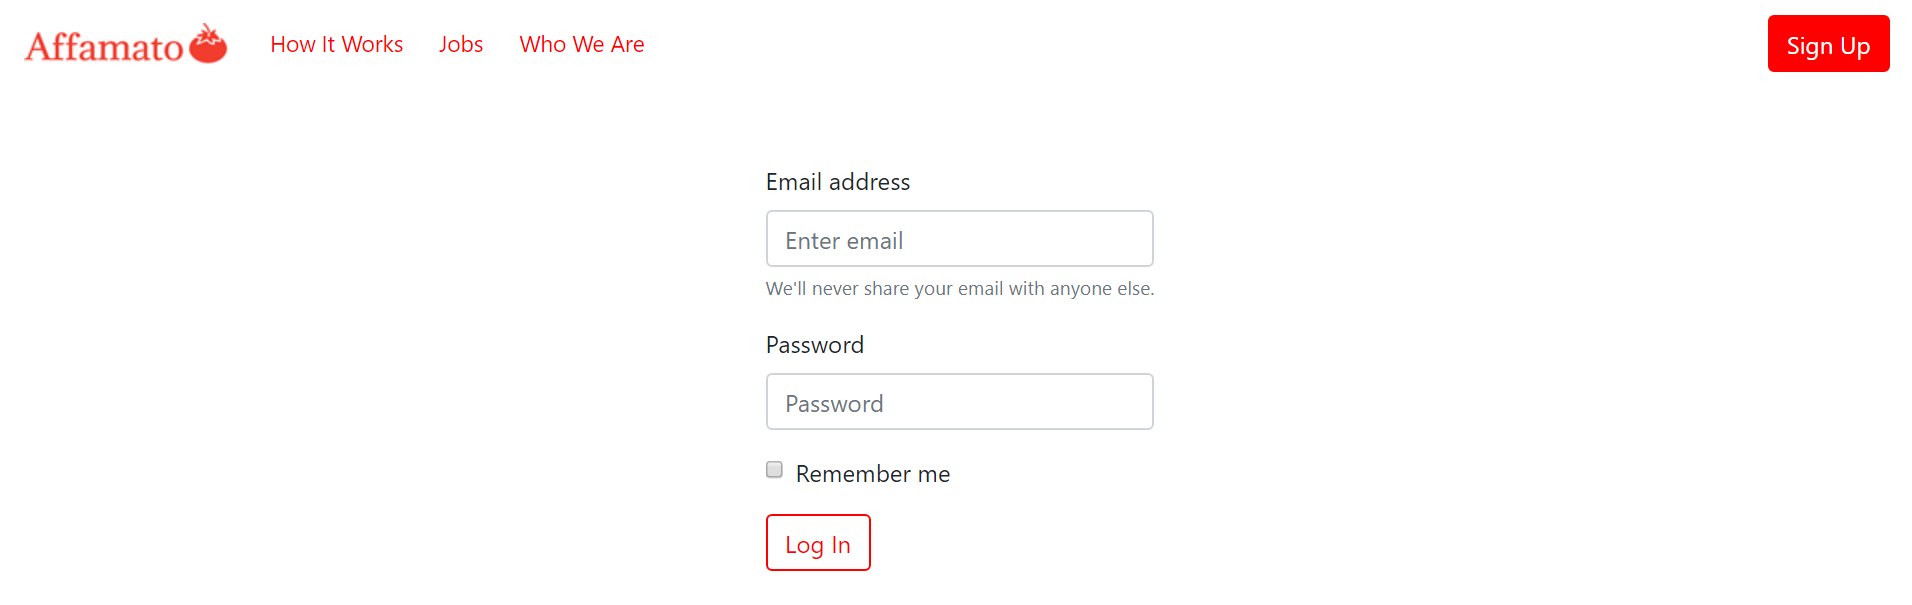 Affamato How It Works Jobs Who We Are Sign Up
Email address
Enter email
We'll never share your email with anyone else.
Password
Password
Remember me
Log In